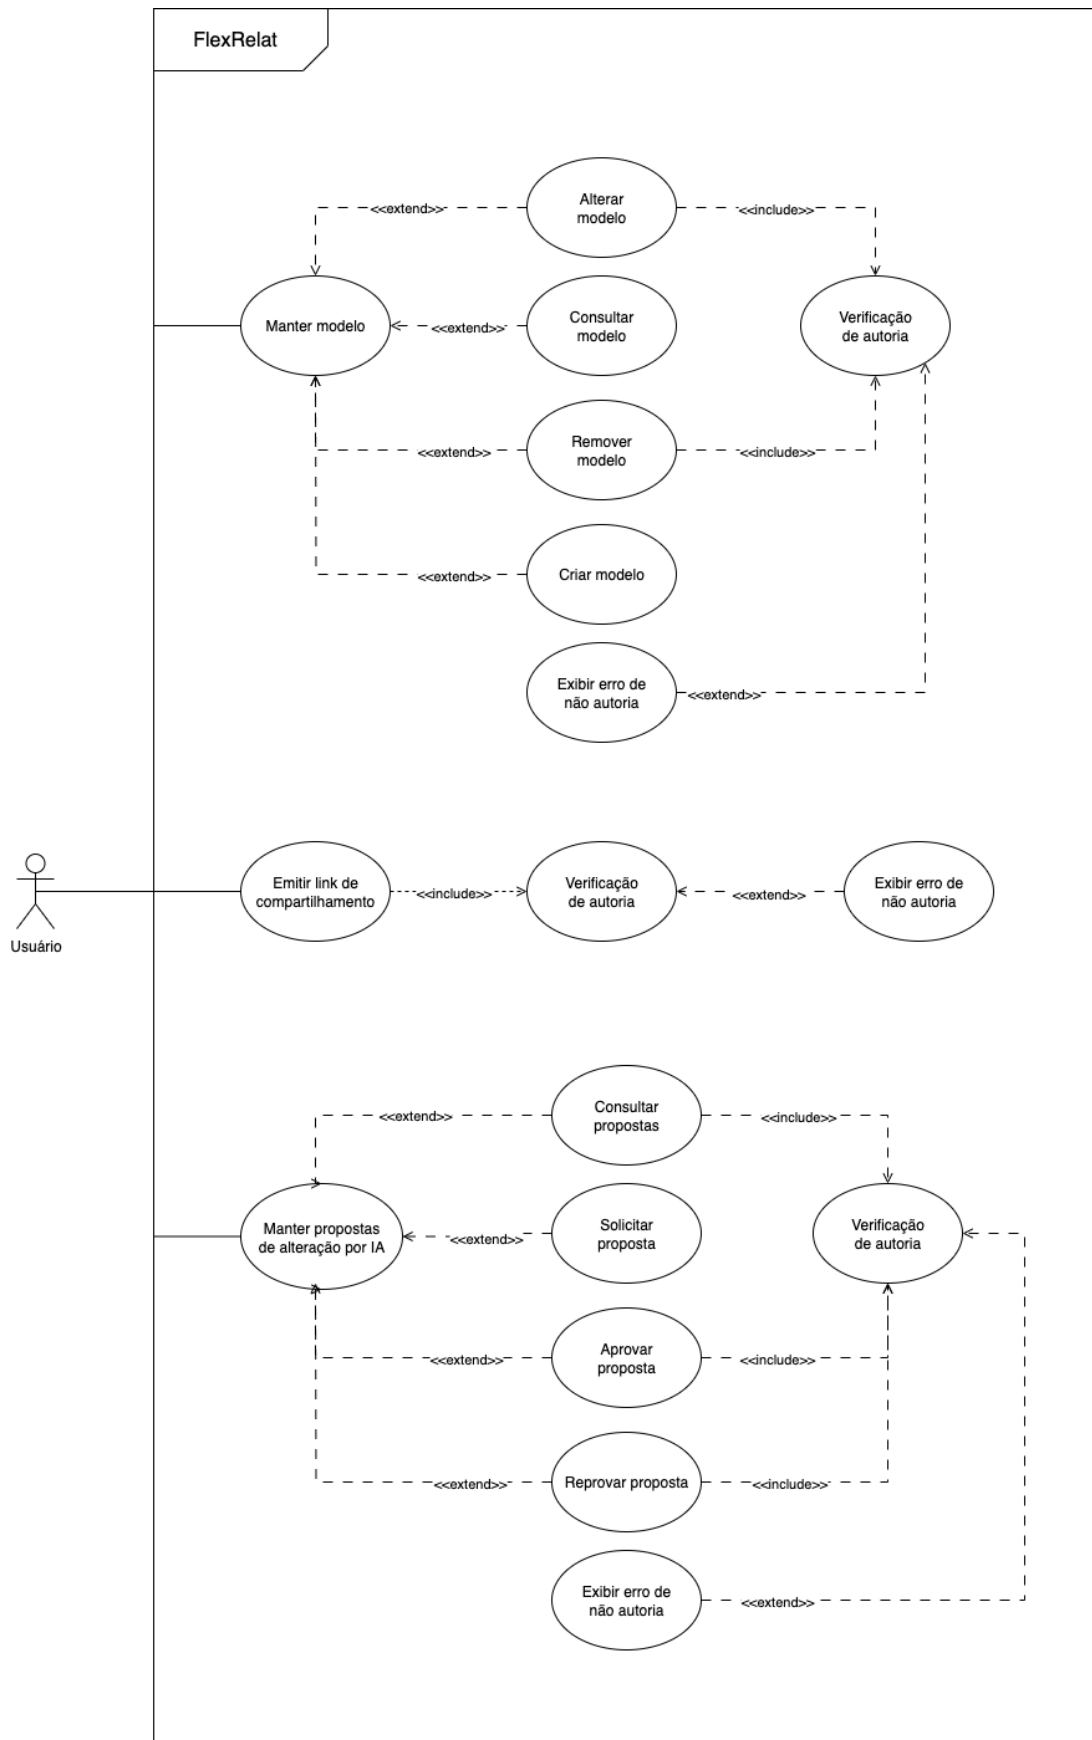 FlexRelat
Alterar
modelo
<<extend>>
<<include>>
Manter modelo
<<extend>>
Consultar
modelo
Verificação
de autoria
Remover
modelo
<<extend>>
<<include>>
<<extend>>
Criar modelo
Exibir erro de
não autoria
<<extend>>
Usuário
Emitir link de
compartilhamento
<<include>>
Verificação
de autoria
<<extend>>
Exibir erro de
não autoria
Consultar
propostas
<<extend>>
<<include>>
Manter propostas
de alteração por IA
<<extend>>
Solicitar
proposta
Verificação
de autoria
Aprovar
proposta
<<extend>>
<<include>>
<<extend>>
Reprovar proposta
<<include>>
Exibir erro de
não autoria
<<extend>>